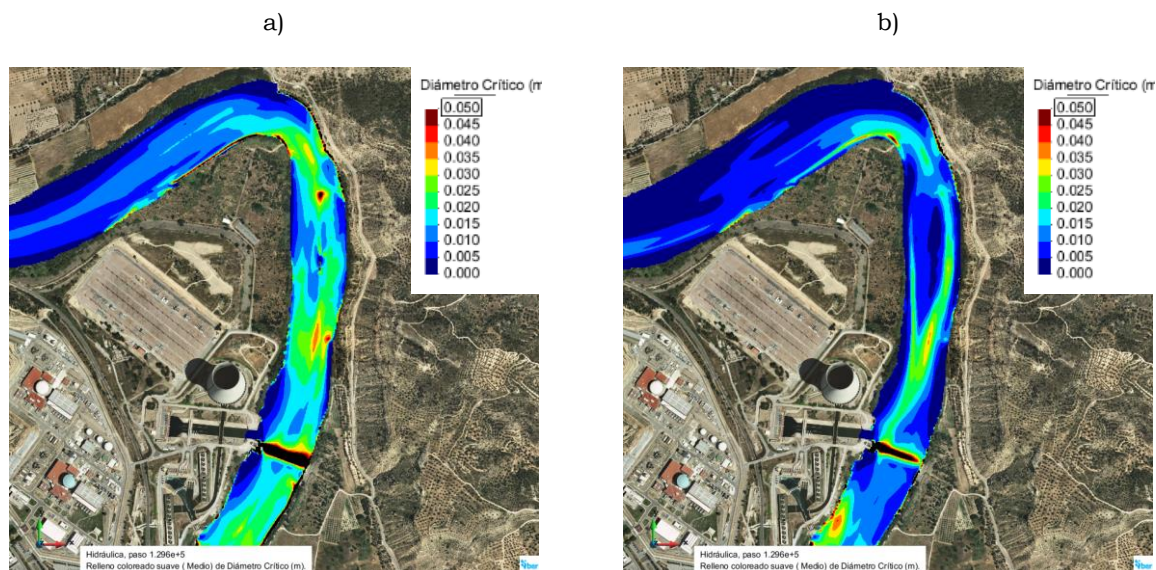 a)
b)
Diámetro Crítico (m
0.050
0.045
0.040
0.035
0.030
0.025
0.020
0.015
0.010
0.005
0.000
Hidráulica, paso 1.296e+5
Relleno coloreado suave ( Medio) de Diámetro Crítico (m).
Iber
Diámetro Crítico (m
0.050
0.045
0.040
0.035
0.030
0.025
0.020
0.015
0.010
0.005
0.000
Hidráulica, paso 1.296e+5
Relleno coloreado suave ( Medio) de Diámetro Crítico (m).
Iber